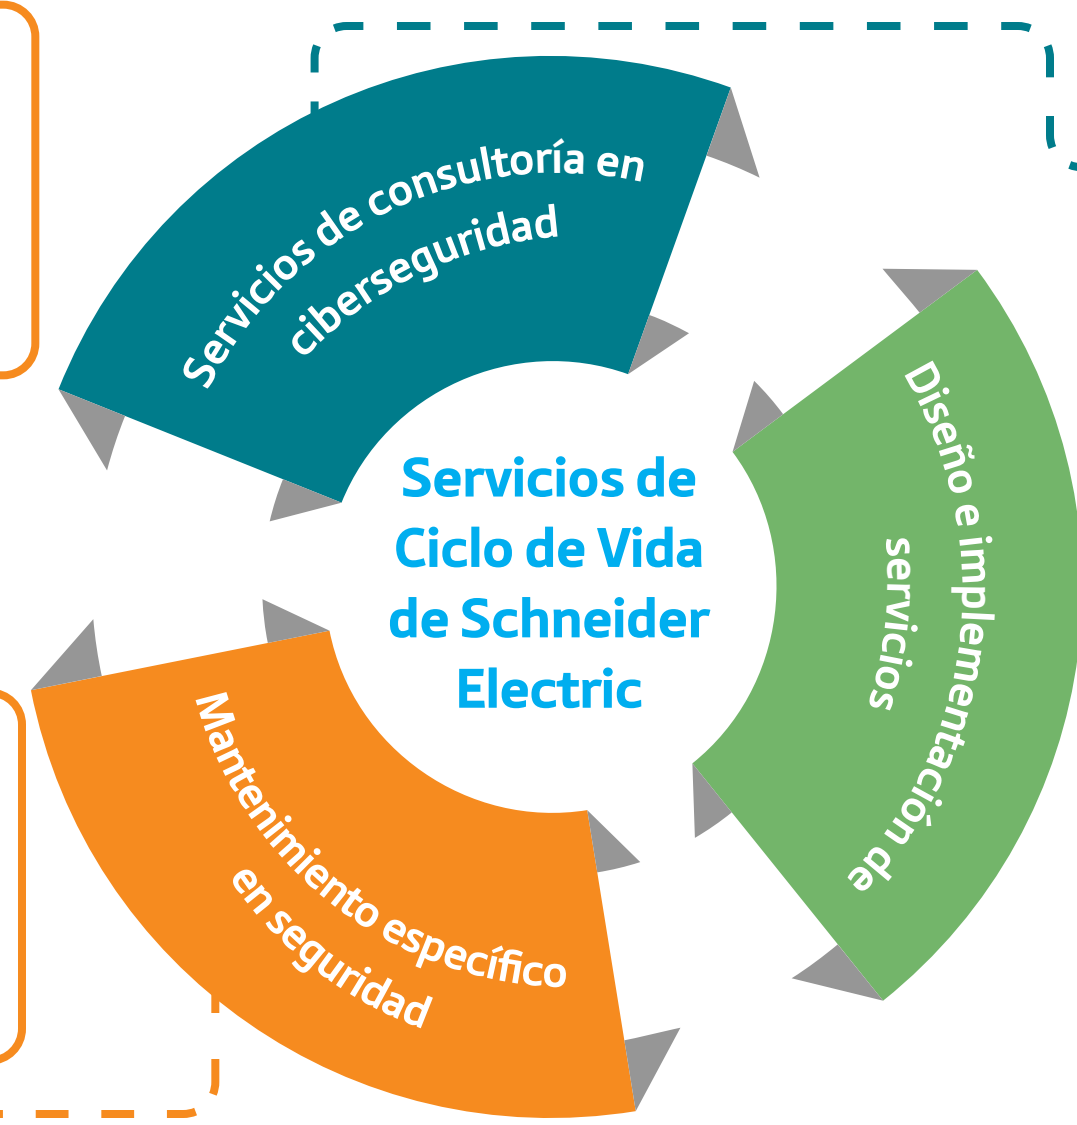 Servicios de consultoría en
ciberseguridad
Diseño e implementación de
servicios
Servicios de
Ciclo de Vida
de Schneider
Electric
Mantenimiento específico
en seguridad